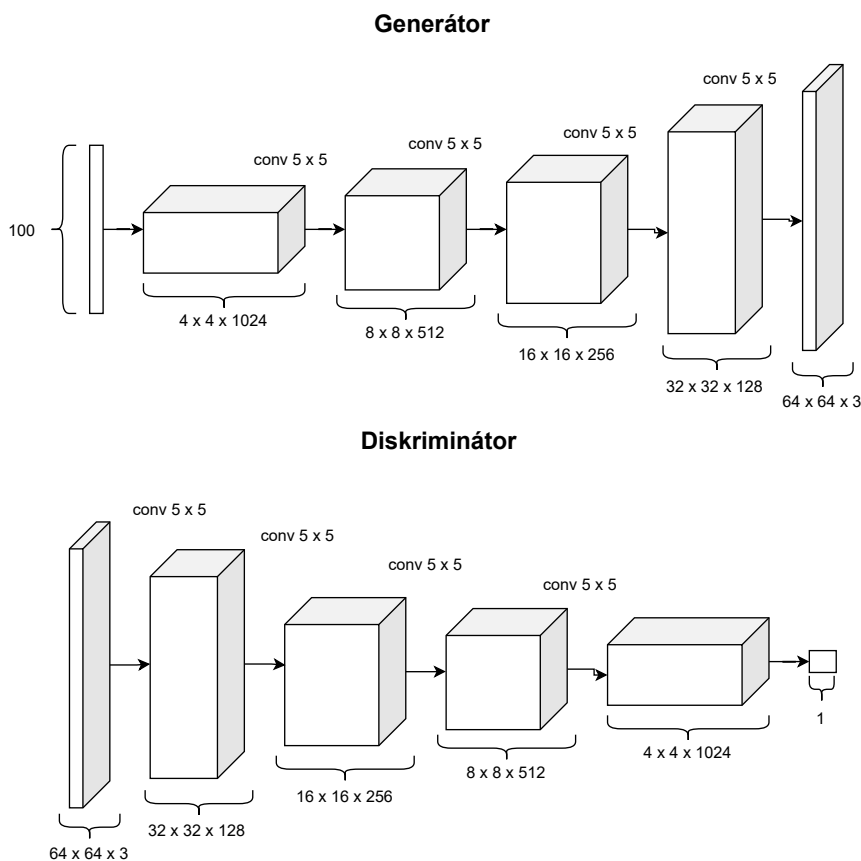 Generátor
conv 5 x 5
conv 5 x 5
conv 5 x 5
conv 5 x 5
100
4 x 4 x 1024
8 x 8 x 512
16 x 16 x 256
32 x 32 x 128
64 x 64 x 3
Diskriminátor
conv 5 x 5
conv 5 x 5
conv 5 x 5
conv 5 x 5
64 x 64 x 3
32 x 32 x 128
16 x 16 x 256
8 x 8 x 512
4 x 4 x 1024
1